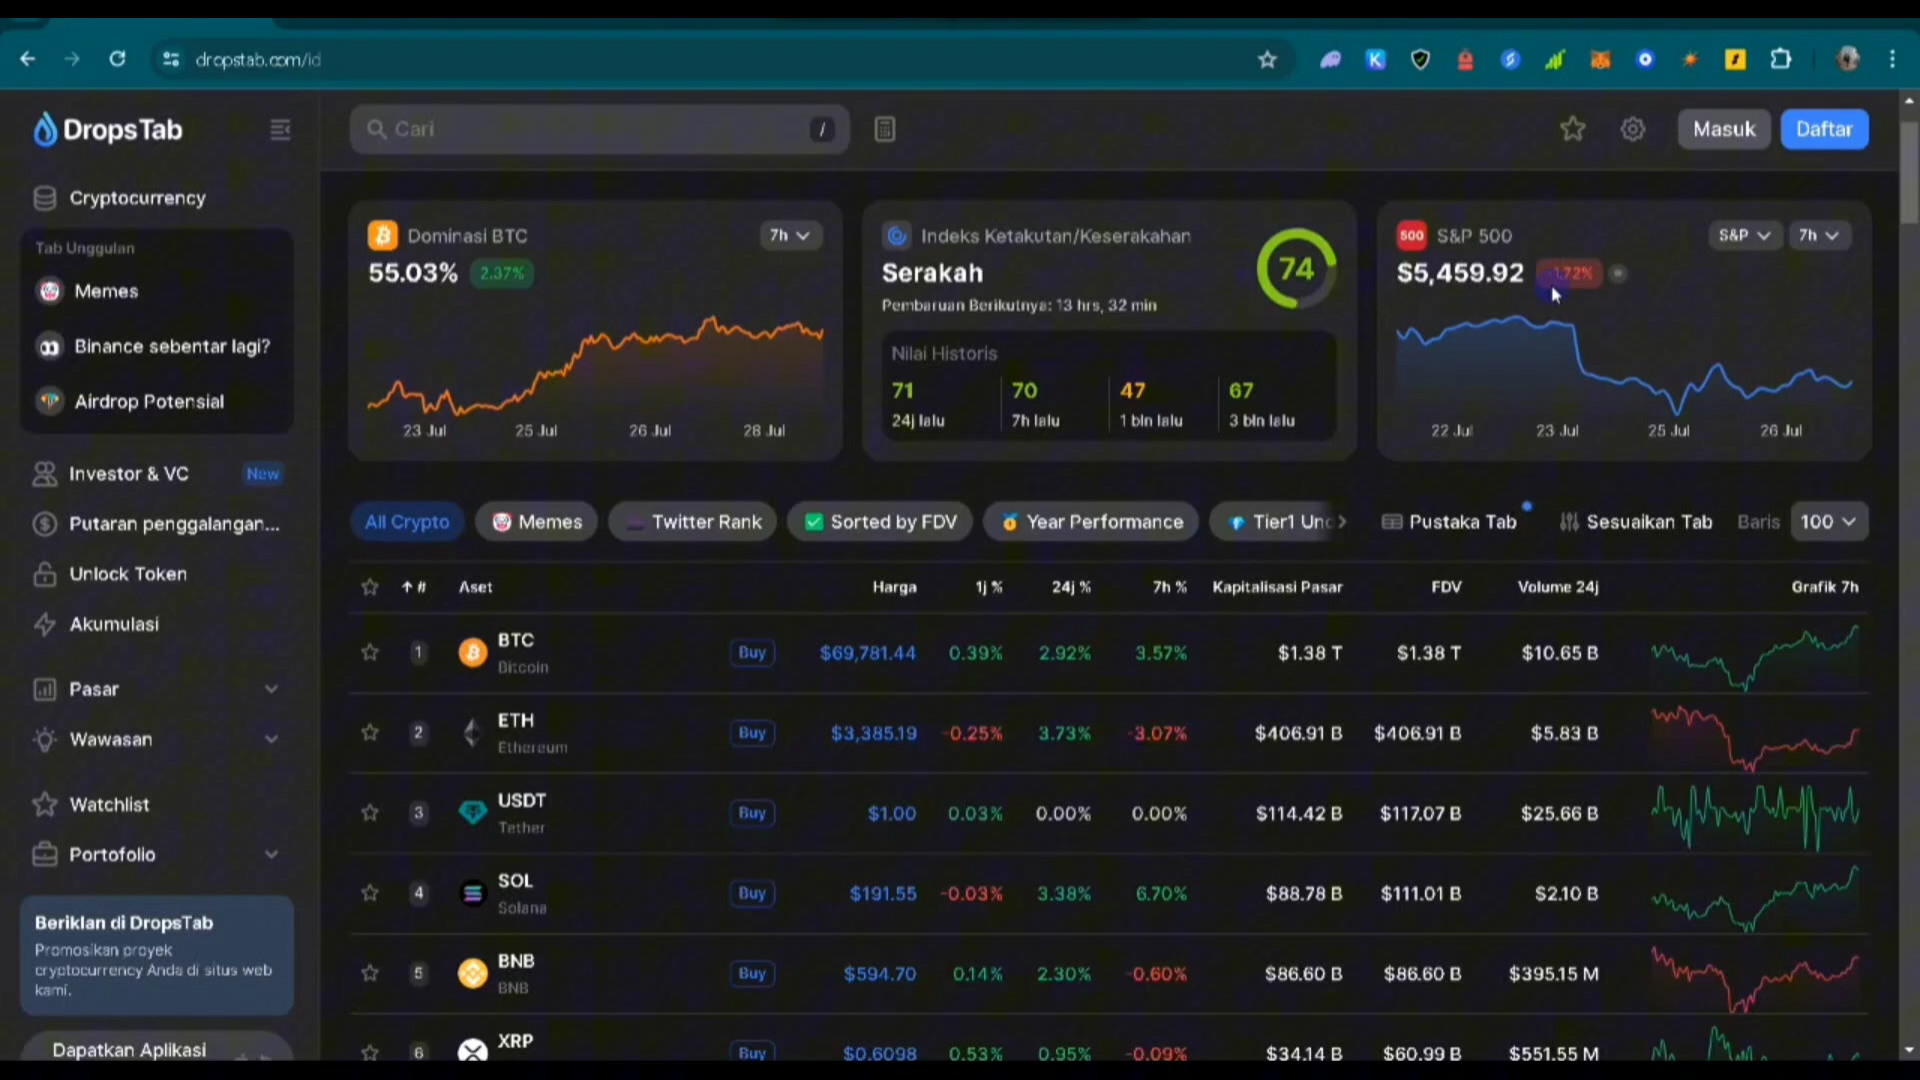 dropstab.com/id
DropsTab
Cari
/
Masuk
Daftar
Cryptocurrency
Tab Unggulan
Memes
Binance sebentar lagi?
Airdrop Potensial
Investor & VC New
Putaran penggalangan...
Unlock Token
Akumulasi
Pasar
Wawasan
Watchlist
Portofolio
Beriklan di DropsTab
Promosikan proyek
cryptocurrency Anda di situs web
kami.
Dapatkan Aplikasi
Dominasi BTC 7h
55.03% 2.37%
23 Jul 25 Jul 26 Jul 28 Jul
Indeks Ketakutan/Keserakahan
Serakah
74
Pembaruan Berikutnya: 13 hrs, 32 min
Nilai Historis
71 70 47 67
24j lalu 7h lalu 1 bln lalu 3 bln lalu
500 S&P 500 S&P 7h
$5,459.92 -1.72%
22 Jul 23 Jul 25 Jul 26 Jul
All Crypto Memes Twitter Rank Sorted by FDV Year Performance Tier1 Pustaka Tab Sesuaikan Tab Baris 100
# Aset Harga 1j % 24j % 7h % Kapitalisasi Pasar FDV Volume 24j Grafik 7h
1 BTC Buy $69,781.44 0.39% 2.92% 3.57% $1.38 T $1.38 T $10.65 B
Bitcoin
2 ETH Buy $3,385.19 -0.25% 3.73% -3.07% $406.91 B $406.91 B $5.83 B
Ethereum
3 USDT Buy $1.00 0.03% 0.00% 0.00% $114.42 B $117.07 B $25.66 B
Tether
4 SOL Buy $191.55 -0.03% 3.38% 6.70% $88.78 B $111.01 B $2.10 B
Solana
5 BNB Buy $594.70 0.14% 2.30% -0.60% $86.60 B $86.60 B $395.15 M
BNB
6 XRP Buy $0.6098 0.53% 0.95% -0.09% $34.14 B $60.99 B $551.55 M